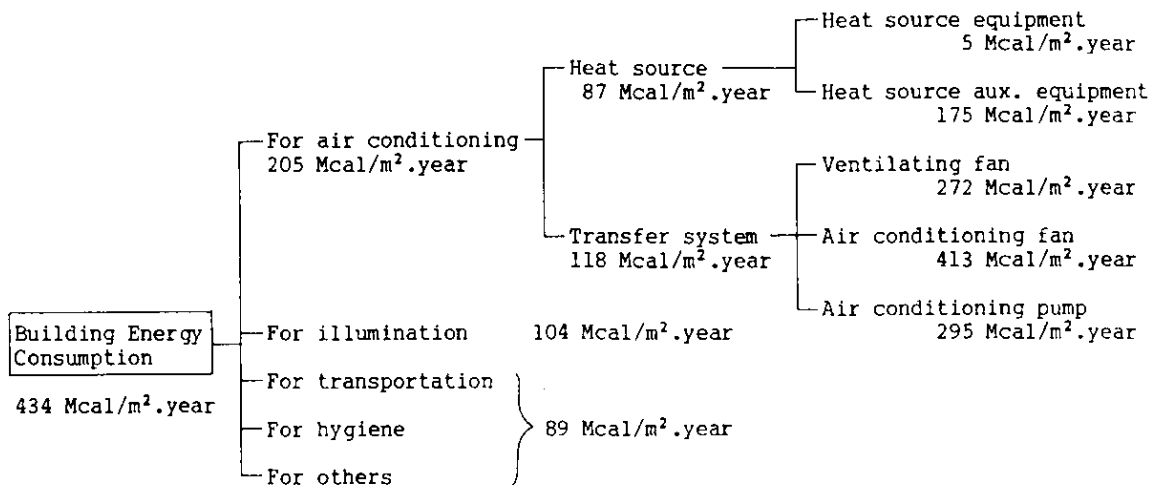 Heat source equipment
5 Mcal/m².year
Heat source
87 Mcal/m².year
Heat source aux. equipment
175 Mcal/m².year
For air conditioning
205 Mcal/m².year
Ventilating fan
272 Mcal/m².year
Transfer system
118 Mcal/m².year
Air conditioning fan
413 Mcal/m².year
Air conditioning pump
295 Mcal/m².year
Building Energy
Consumption
434 Mcal/m².year
For illumination 104 Mcal/m².year
For transportation
For hygiene
For others
89 Mcal/m².year